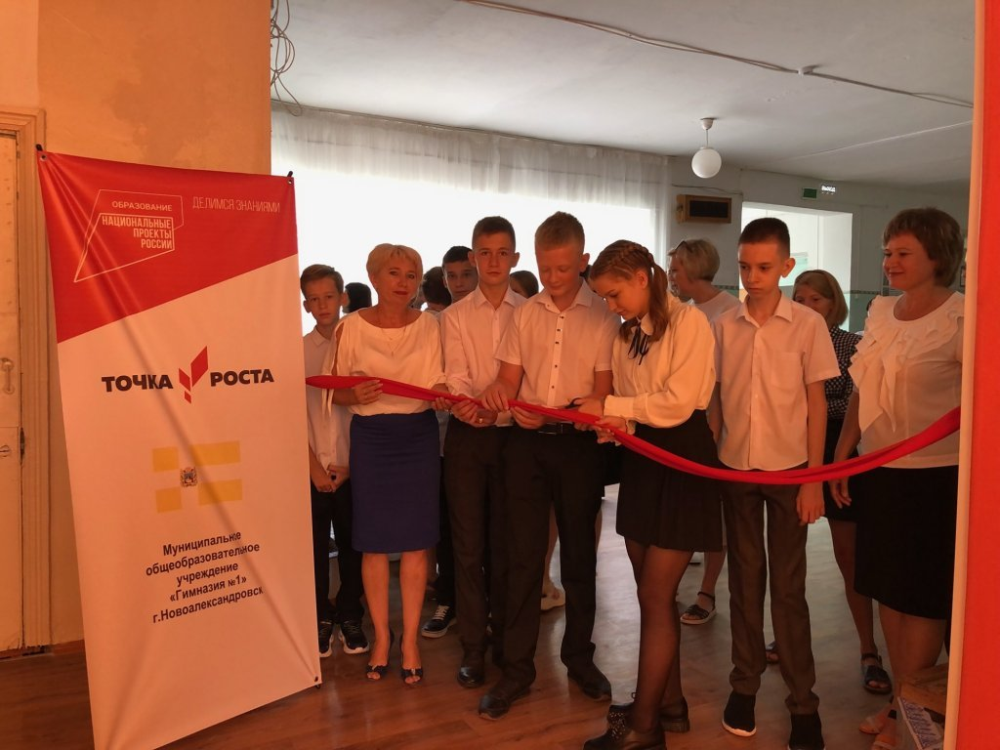 ОБРАЗОВАНИЕ
НАЦИОНАЛЬНЫЕ
ПРОЕКТЫ
РОССИИ
ДЕЛИМСЯ ЗНАНИЯМИ
ТОЧКА РОСТА
Муниципальное
общеобразовательное
учреждение
«Гимназия №1»
г.Новоалександровск